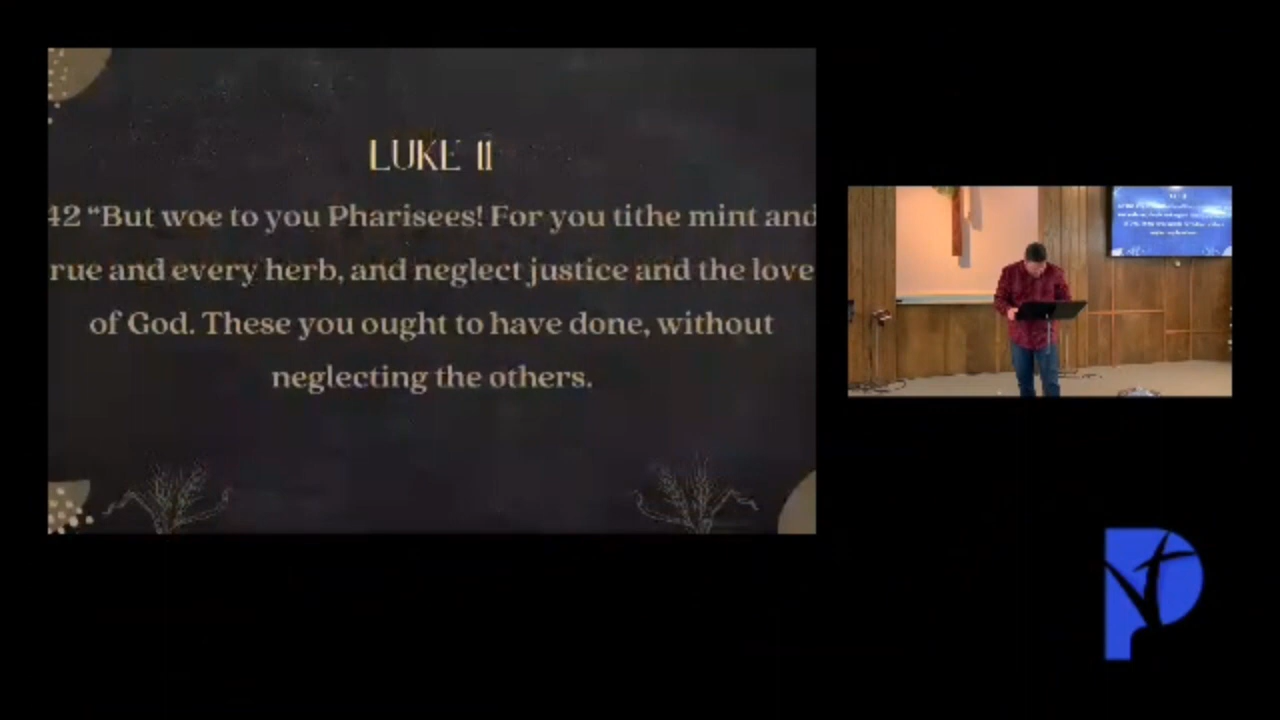 LUKE 11
42 “But woe to you Pharisees! For you tithe mint and
rue and every herb, and neglect justice and the love
of God. These you ought to have done, without
neglecting the others.